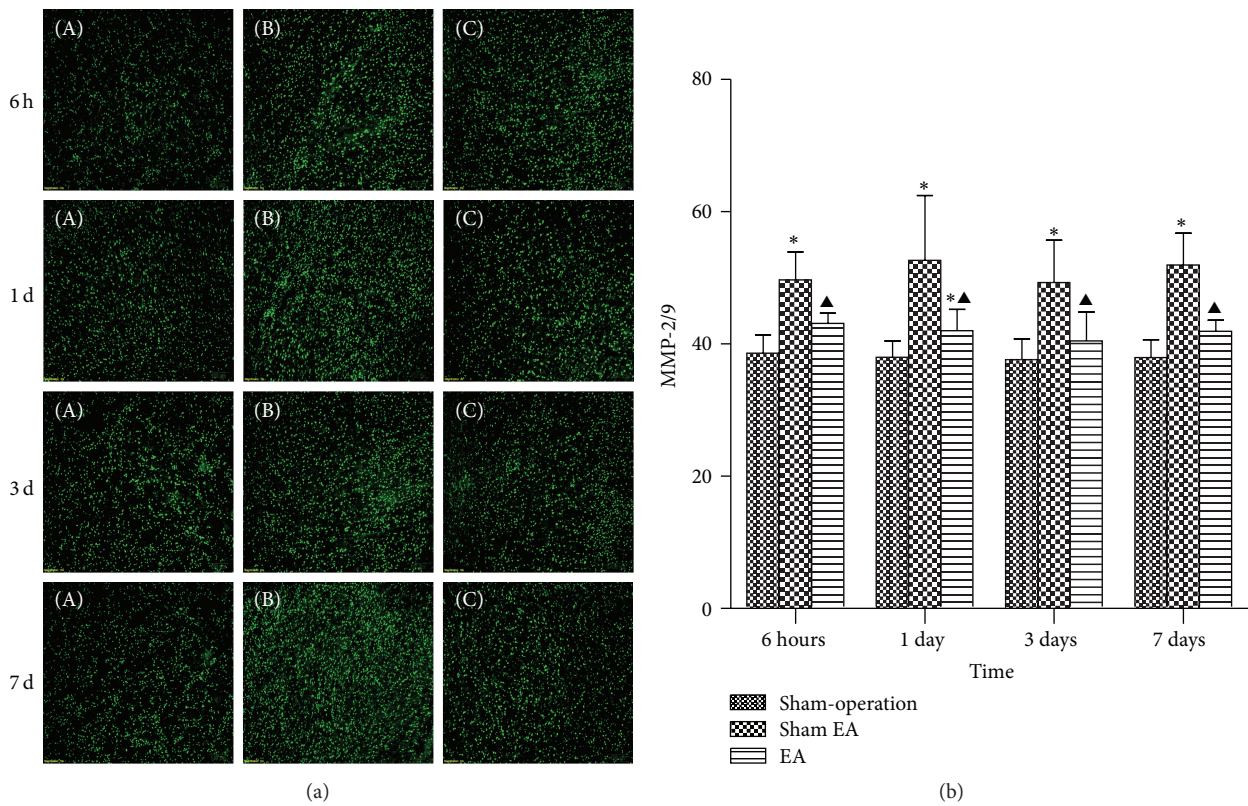 (A) (B) (C)
6 h
(A) (B) (C)
1 d
(A) (B) (C)
3 d
(A) (B) (C)
7 d
(a)
80
60
40
20
0
MMP-2/9
* ▲
* *▲
* ▲
* ▲
6 hours 1 day 3 days 7 days
Time
Sham-operation
Sham EA
EA
(b)